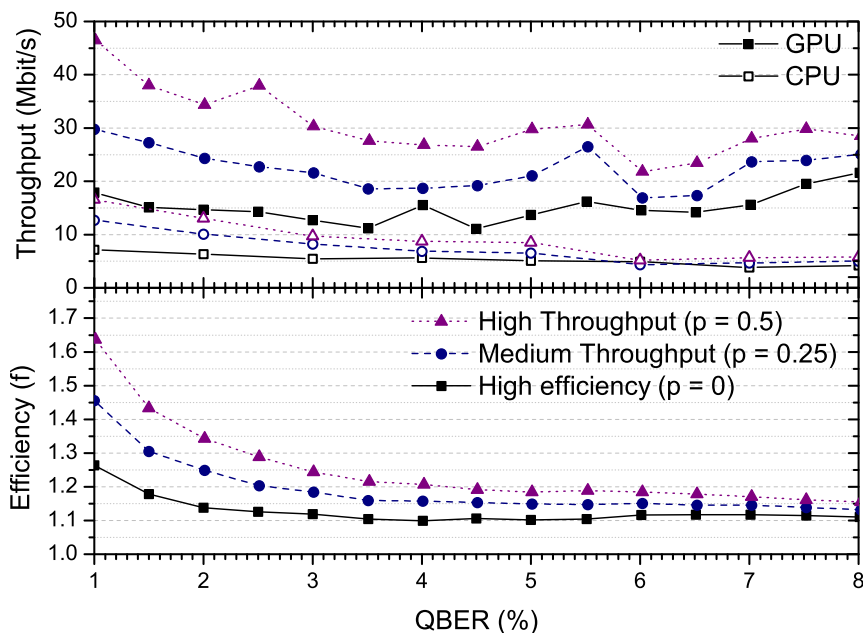 50
40
30
20
10
0
Throughput (Mbit/s)
GPU
CPU
1.7
1.6
1.5
1.4
1.3
1.2
1.1
1.0
Efficiency (f)
High Throughput (p = 0.5)
Medium Throughput (p = 0.25)
High efficiency (p = 0)
1 2 3 4 5 6 7 8
QBER (%)